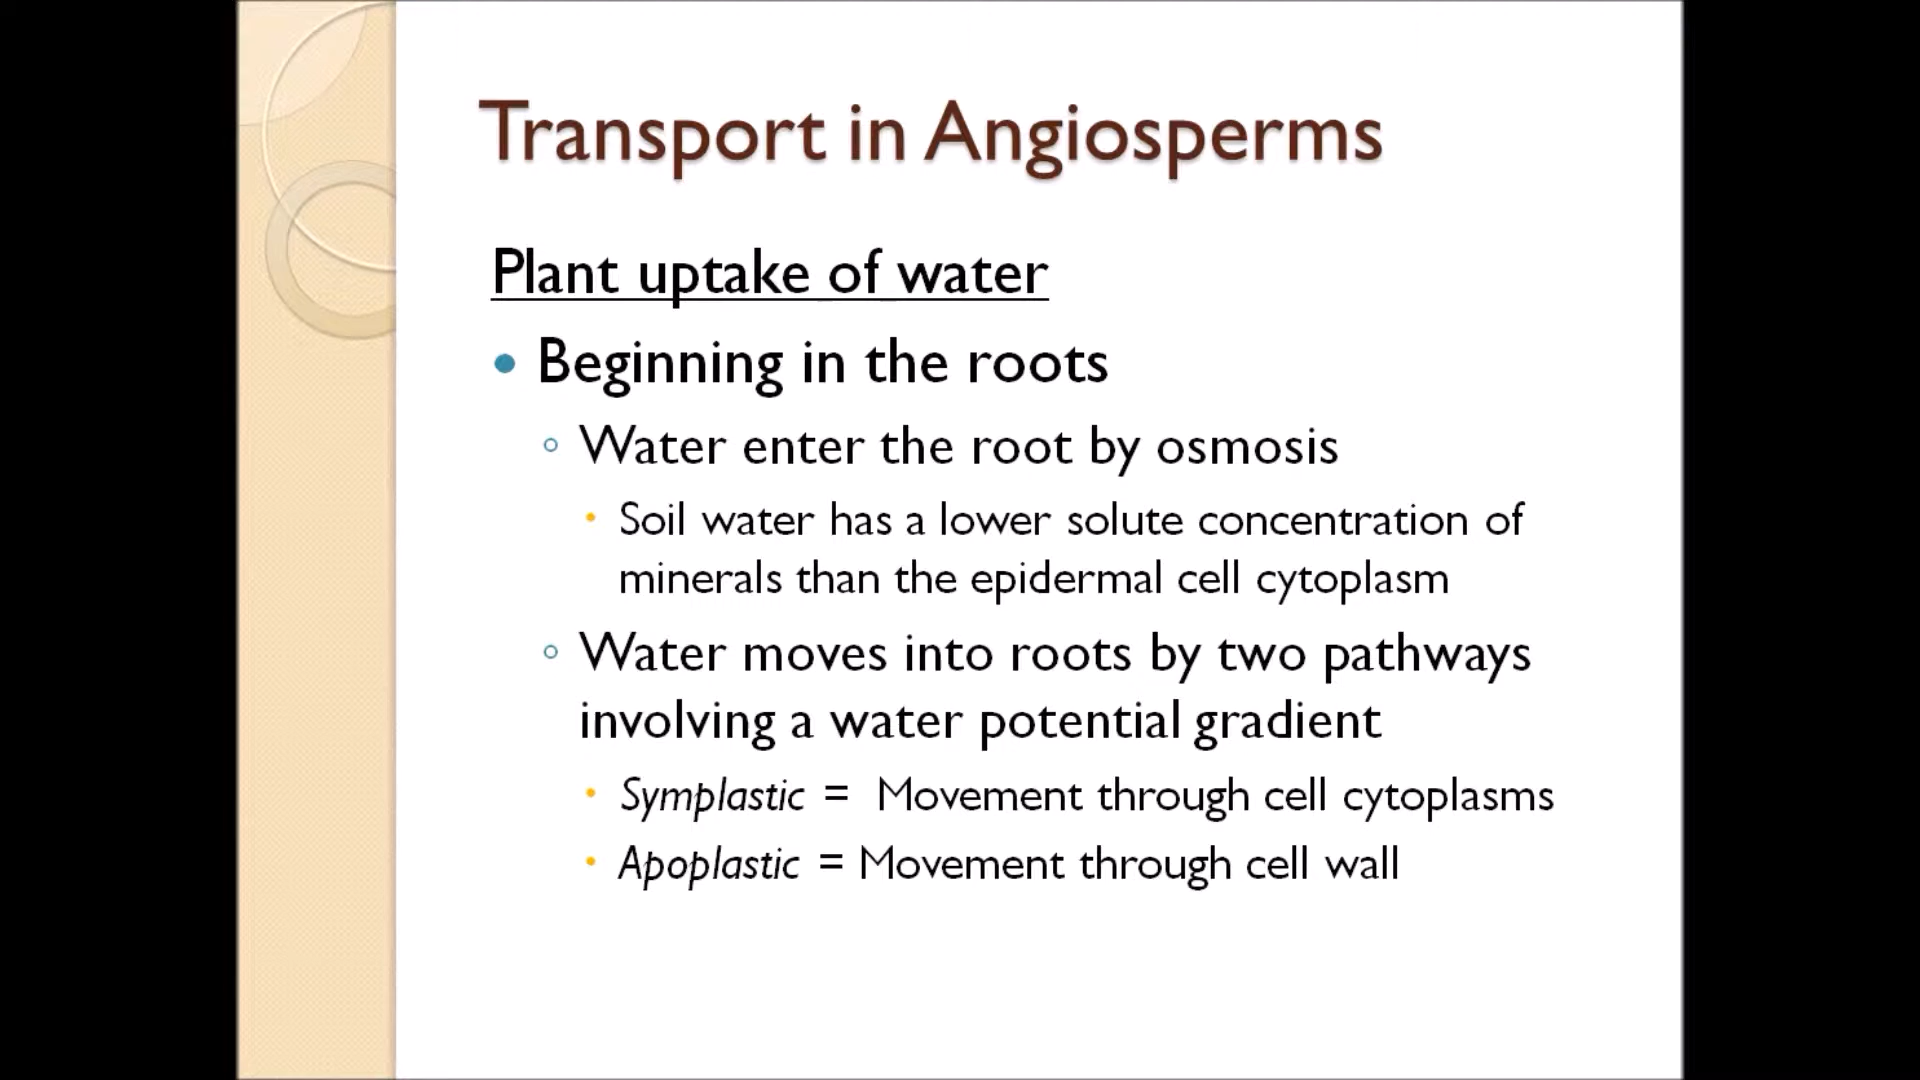 Transport in Angiosperms
Plant uptake of water
• Beginning in the roots
◦ Water enter the root by osmosis
• Soil water has a lower solute concentration of
minerals than the epidermal cell cytoplasm
◦ Water moves into roots by two pathways
involving a water potential gradient
• Symplastic = Movement through cell cytoplasms
• Apoplastic = Movement through cell wall